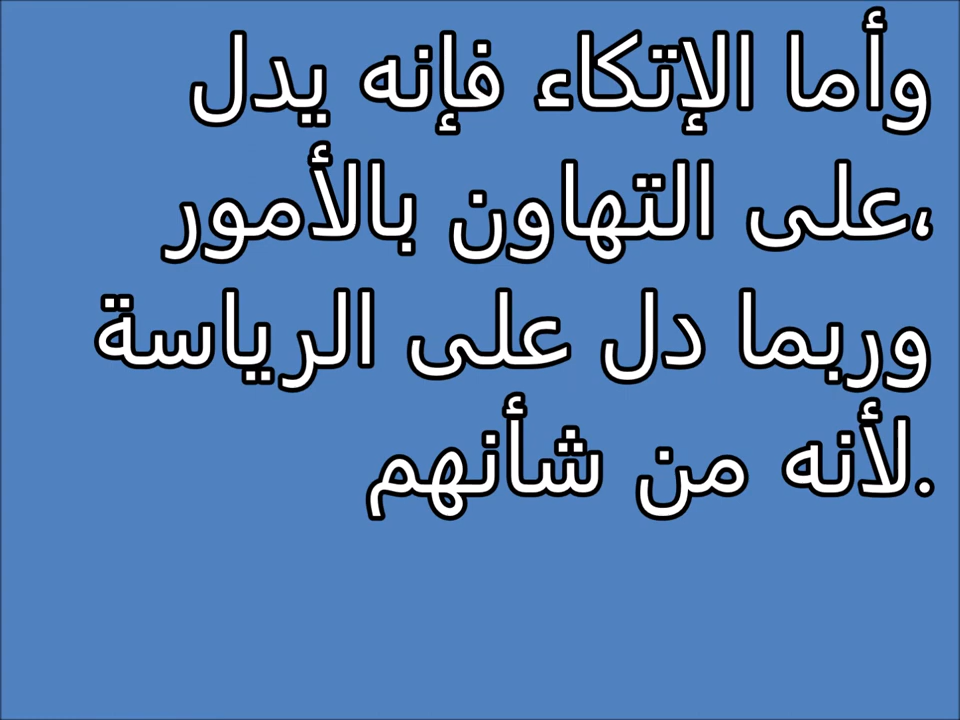 وأما الإتكاء فإنه يدل
،على التهاون بالأمور
وربما دل على الرياسة
.لأنه من شأنهم